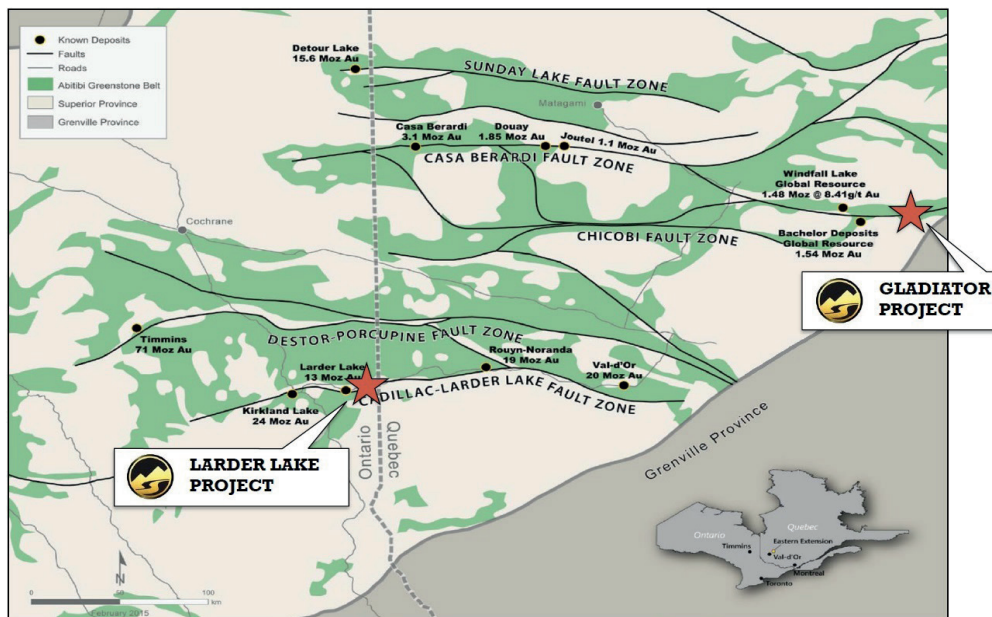 Known Deposits
Faults
Roads
Abitibi Greenstone Belt
Superior Province
Grenville Province
Detour Lake
15.6 Moz Au
SUNDAY LAKE FAULT ZONE
Matagami
Casa Berardi
3.1 Moz Au
Douay
1.85 Moz Au
Joutel 1.1 Moz Au
CASA BERARDI FAULT ZONE
Windfall Lake
Global Resource
1.48 Moz @ 8.41g/t Au
Cochrane
CHICOBI FAULT ZONE
Bachelor Deposits
Global Resource
1.54 Moz Au
GLADIATOR
PROJECT
Timmins
71 Moz Au
DESTOR-PORCUPINE FAULT ZONE
Rouyn-Noranda
19 Moz Au
Larder Lake
13 Moz Au
Val-d'Or
20 Moz Au
CADILLAC-LARDER LAKE FAULT ZONE
Kirkland Lake
24 Moz Au
Ontario
Quebec
Grenville Province
LARDER LAKE
PROJECT
Ontario
Quebec
Timmins
Eastern Extension
Val-d'Or
Montreal
Toronto
N
0 50 100
km
February 2015